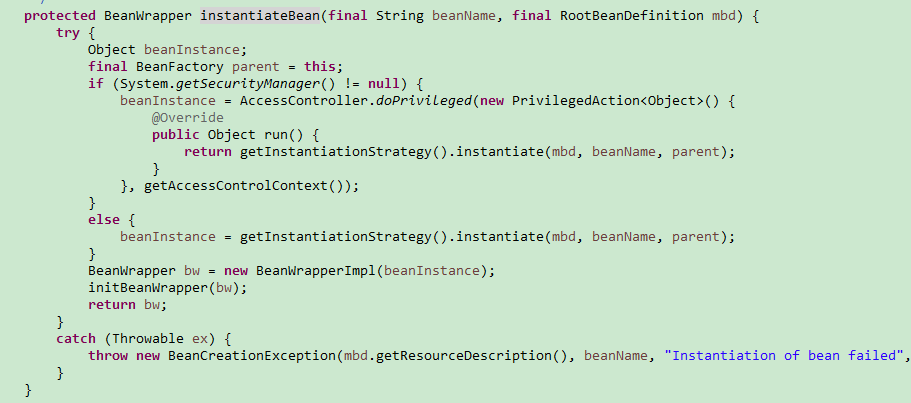 protected BeanWrapper instantiateBean(final String beanName, final RootBeanDefinition mbd) {
    try {
        Object beanInstance;
        final BeanFactory parent = this;
        if (System.getSecurityManager() != null) {
            beanInstance = AccessController.doPrivileged(new PrivilegedAction<Object>() {
                @Override
                public Object run() {
                    return getInstantiationStrategy().instantiate(mbd, beanName, parent);
                }
            }, getAccessControlContext());
        }
        else {
            beanInstance = getInstantiationStrategy().instantiate(mbd, beanName, parent);
        }
        BeanWrapper bw = new BeanWrapperImpl(beanInstance);
        initBeanWrapper(bw);
        return bw;
    }
    catch (Throwable ex) {
        throw new BeanCreationException(mbd.getResourceDescription(), beanName, "Instantiation of bean failed",
    }
}